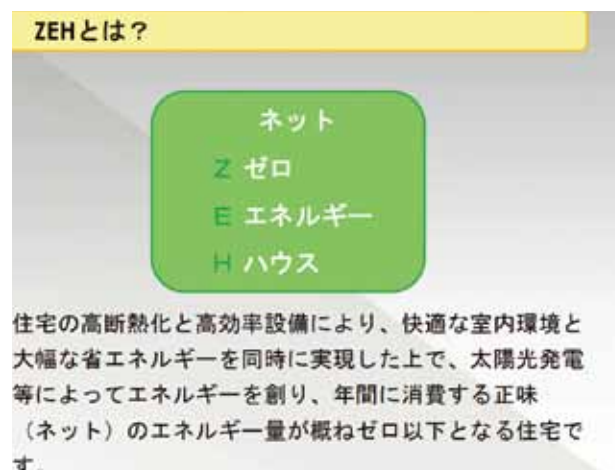 ZEHとは？
ネット
Z ゼロ
E エネルギー
H ハウス
住宅の高断熱化と高効率設備により、快適な室内環境と
大幅な省エネルギーを同時に実現した上で、太陽光発電
等によってエネルギーを創り、年間に消費する正味
（ネット）のエネルギー量が概ねゼロ以下となる住宅で
す。